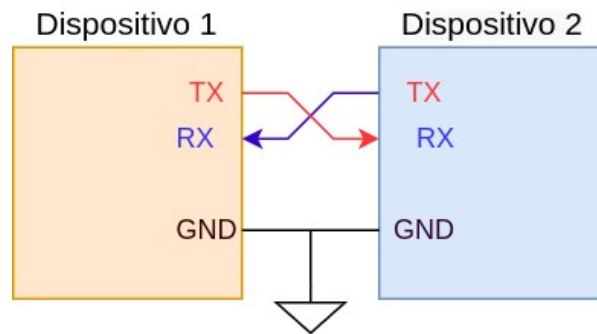 Dispositivo 1
Dispositivo 2
TX
TX
RX
RX
GND
GND